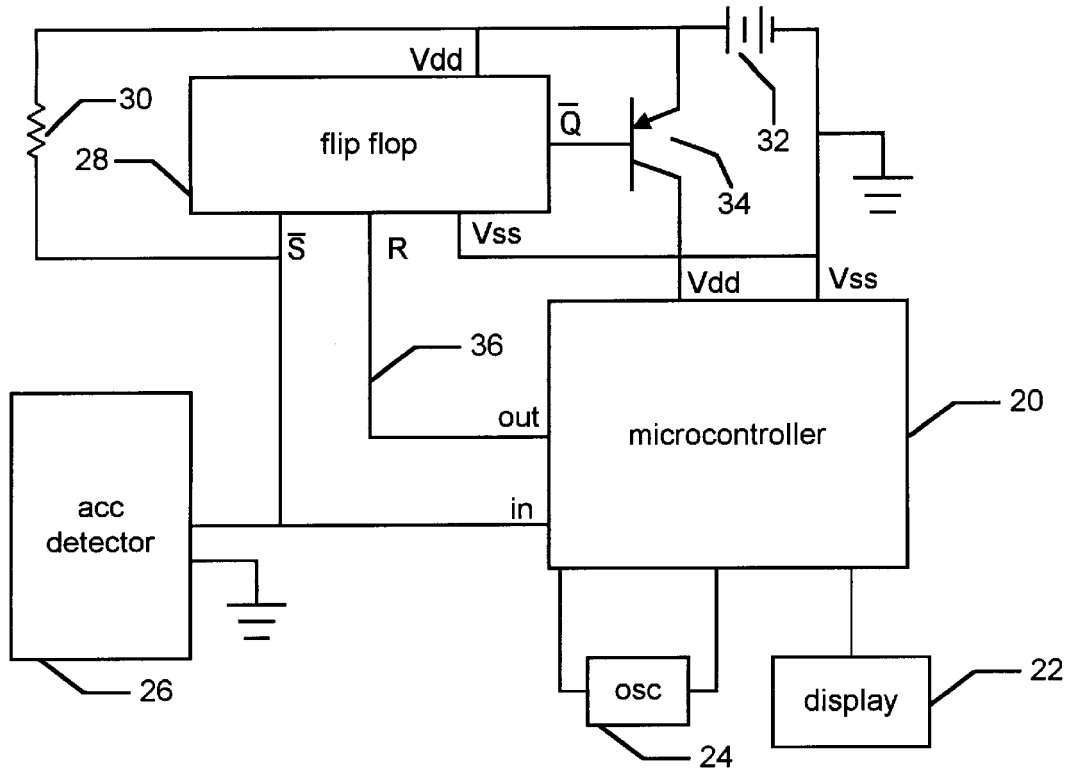 Vdd
30
flip flop
Q̅
32
28
34
S̅
R
Vss
Vdd
Vss
36
20
out
microcontroller
acc
detector
in
26
osc
display
22
24